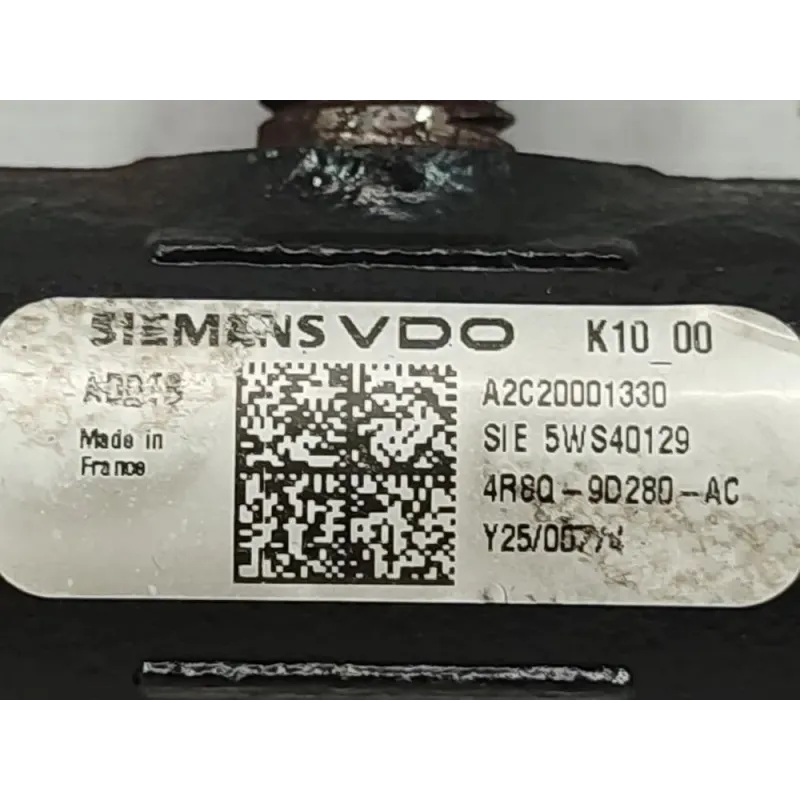 SIEMENS VDO K10_00
A2C20001330
SIE 5WS40129
Made in
France
4R8Q-9D280-AC